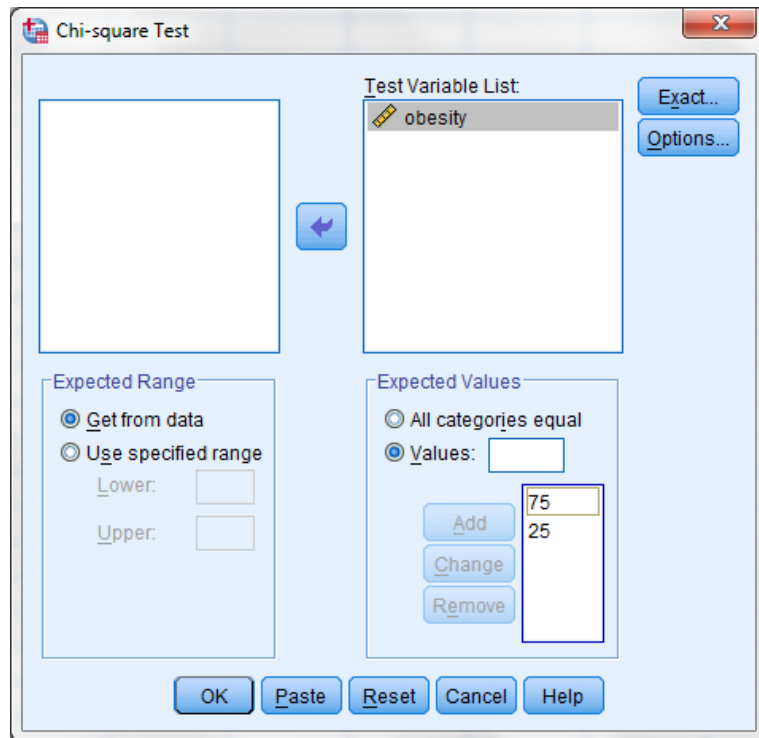 Chi-square Test
Test Variable List:
obesity
Exact...
Options...
Expected Range
Get from data
Use specified range
Lower:
Upper:
Expected Values
All categories equal
Values:
Add
Change
Remove
75
25
OK Paste Reset Cancel Help